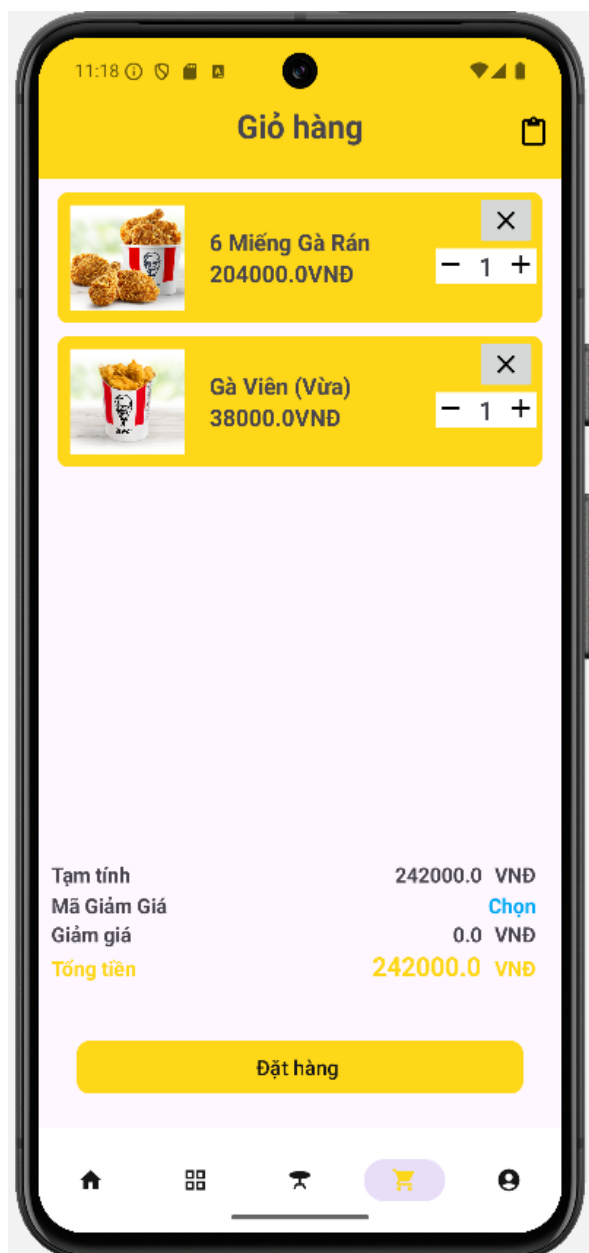 11:18
Giỏ hàng
6 Miếng Gà Rán
204000.0VNĐ
1
Gà Viên (Vừa)
38000.0VNĐ
1
Tạm tính 242000.0 VNĐ
Mã Giảm Giá Chọn
Giảm giá 0.0 VNĐ
Tổng tiền 242000.0 VNĐ
Đặt hàng